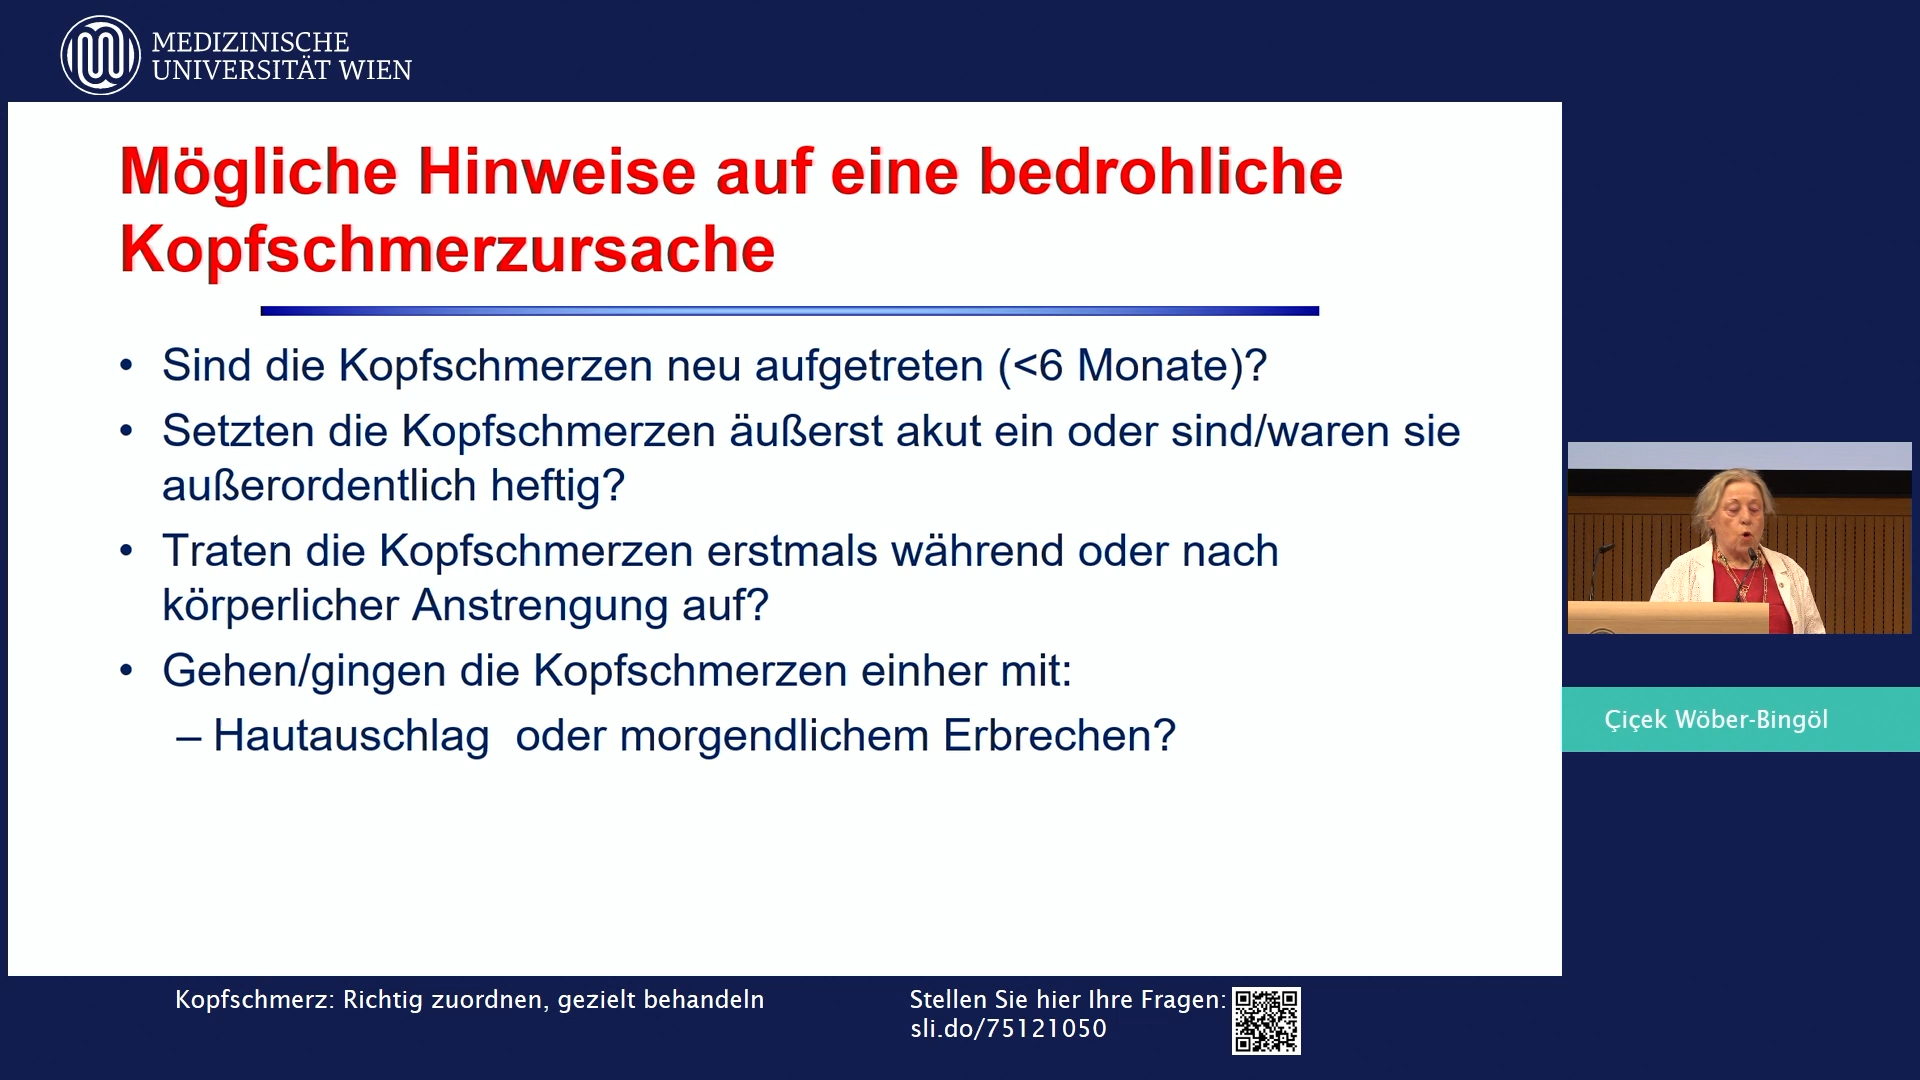 MEDIZINISCHE
UNIVERSITÄT WIEN
Mögliche Hinweise auf eine bedrohliche
Kopfschmerzursache
• Sind die Kopfschmerzen neu aufgetreten (<6 Monate)?
• Setzten die Kopfschmerzen äußerst akut ein oder sind/waren sie
außerordentlich heftig?
• Traten die Kopfschmerzen erstmals während oder nach
körperlicher Anstrengung auf?
• Gehen/gingen die Kopfschmerzen einher mit:
– Hautauschlag oder morgendlichem Erbrechen?
Çiçek Wöber-Bingöl
Kopfschmerz: Richtig zuordnen, gezielt behandeln
Stellen Sie hier Ihre Fragen:
sli.do/75121050